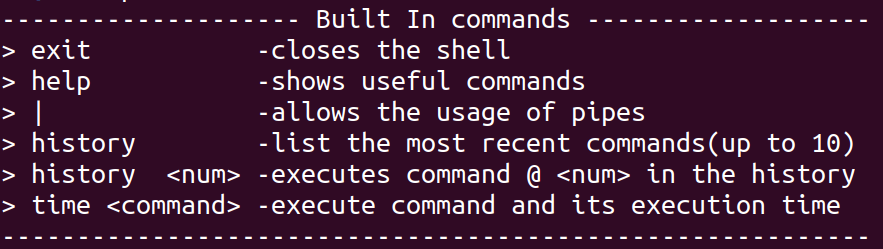 -------------------- Built In commands -------------------
> exit           -closes the shell
> help           -shows useful commands
> |              -allows the usage of pipes
> history        -list the most recent commands(up to 10)
> history  <num> -executes command @ <num> in the history
> time <command> -execute command and its execution time
----------------------------------------------------------